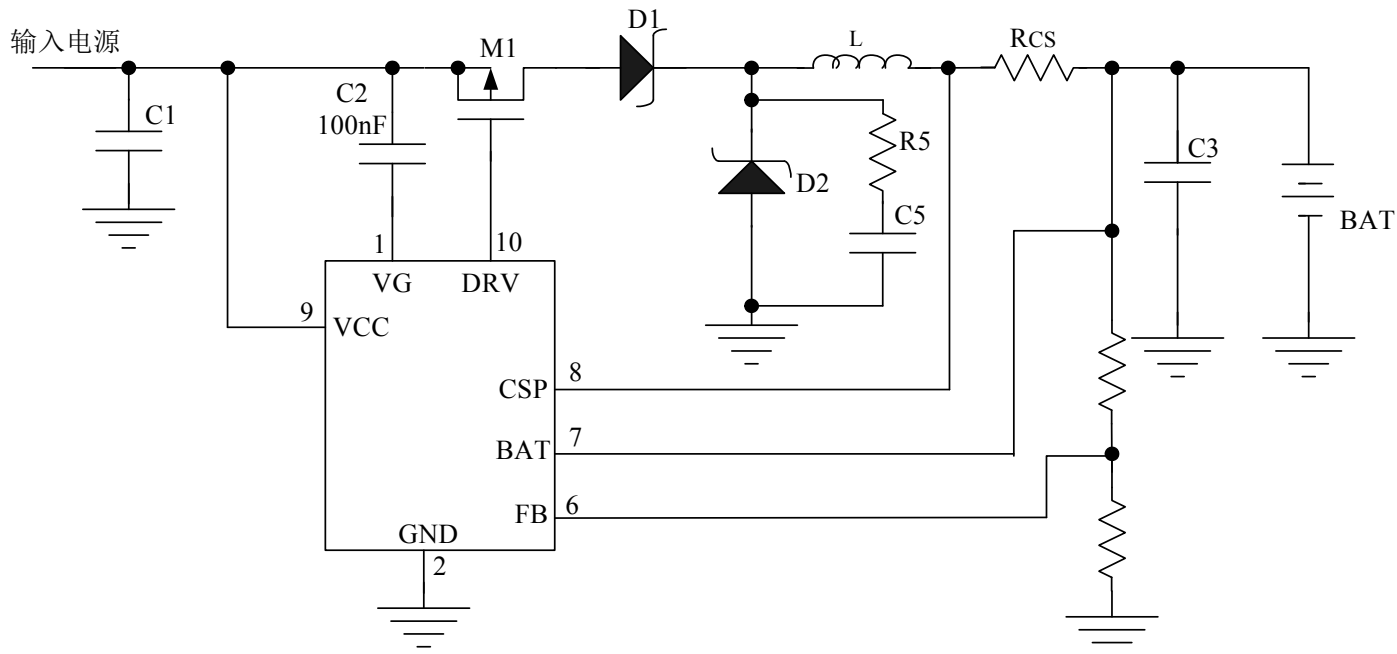 输入电源
D1
M1
L
RCS
C2
100nF
C1
R5
D2
C5
C3
BAT
1
10
VG
DRV
9
VCC
CSP
8
BAT
7
FB
6
GND
2